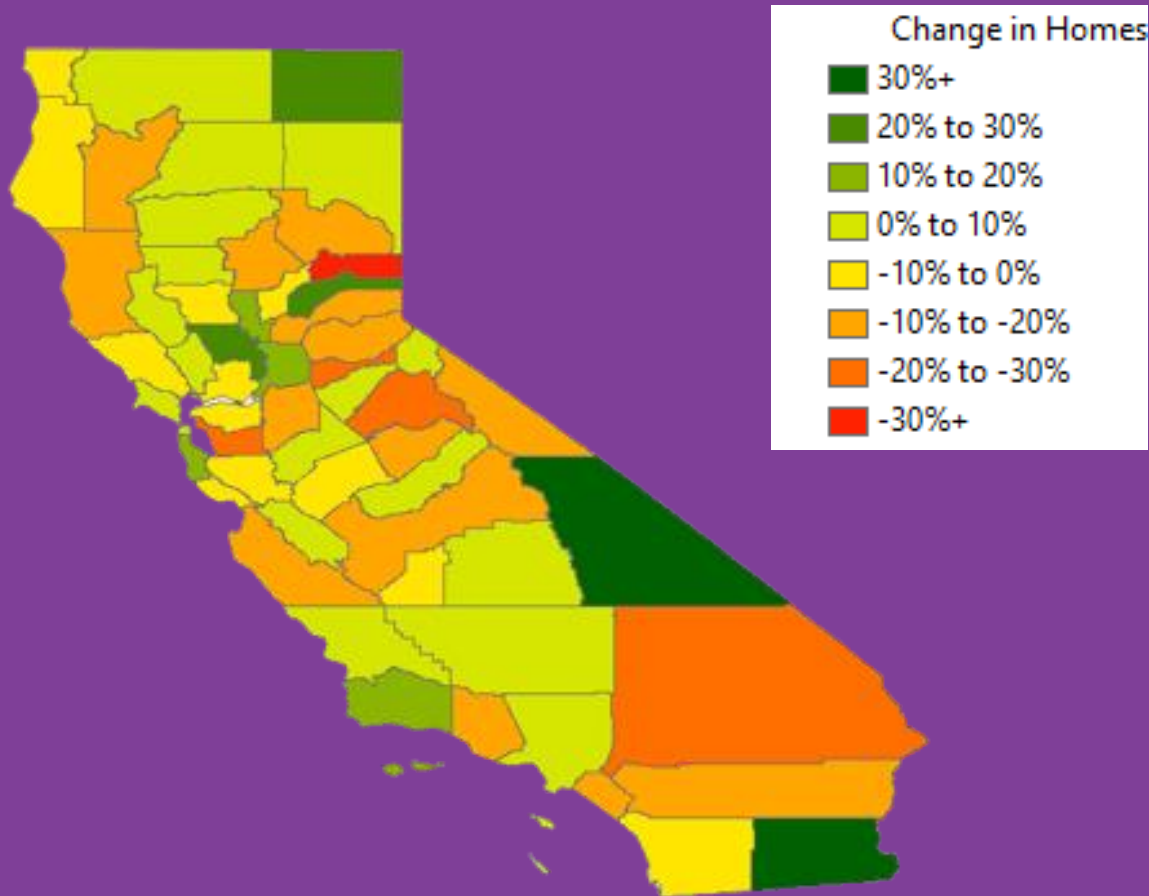 Change in Homes
30%+
20% to 30%
10% to 20%
0% to 10%
-10% to 0%
-10% to -20%
-20% to -30%
-30%+